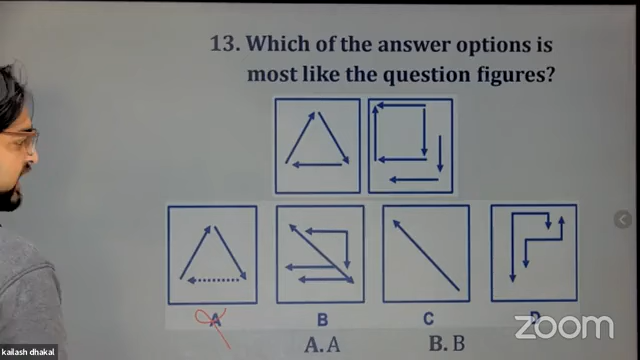 13. Which of the answer options is
most like the question figures?
A
B
C
D
A. A
B. B
zoom
kailash dhakal